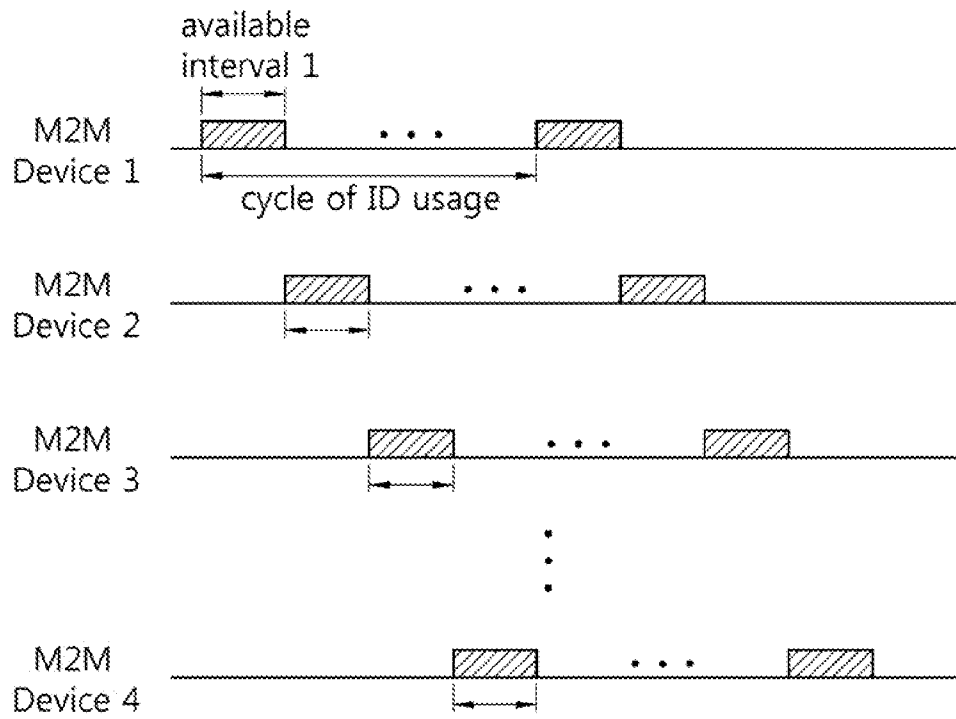 available
interval 1
M2M
Device 1
cycle of ID usage
M2M
Device 2
M2M
Device 3
M2M
Device 4